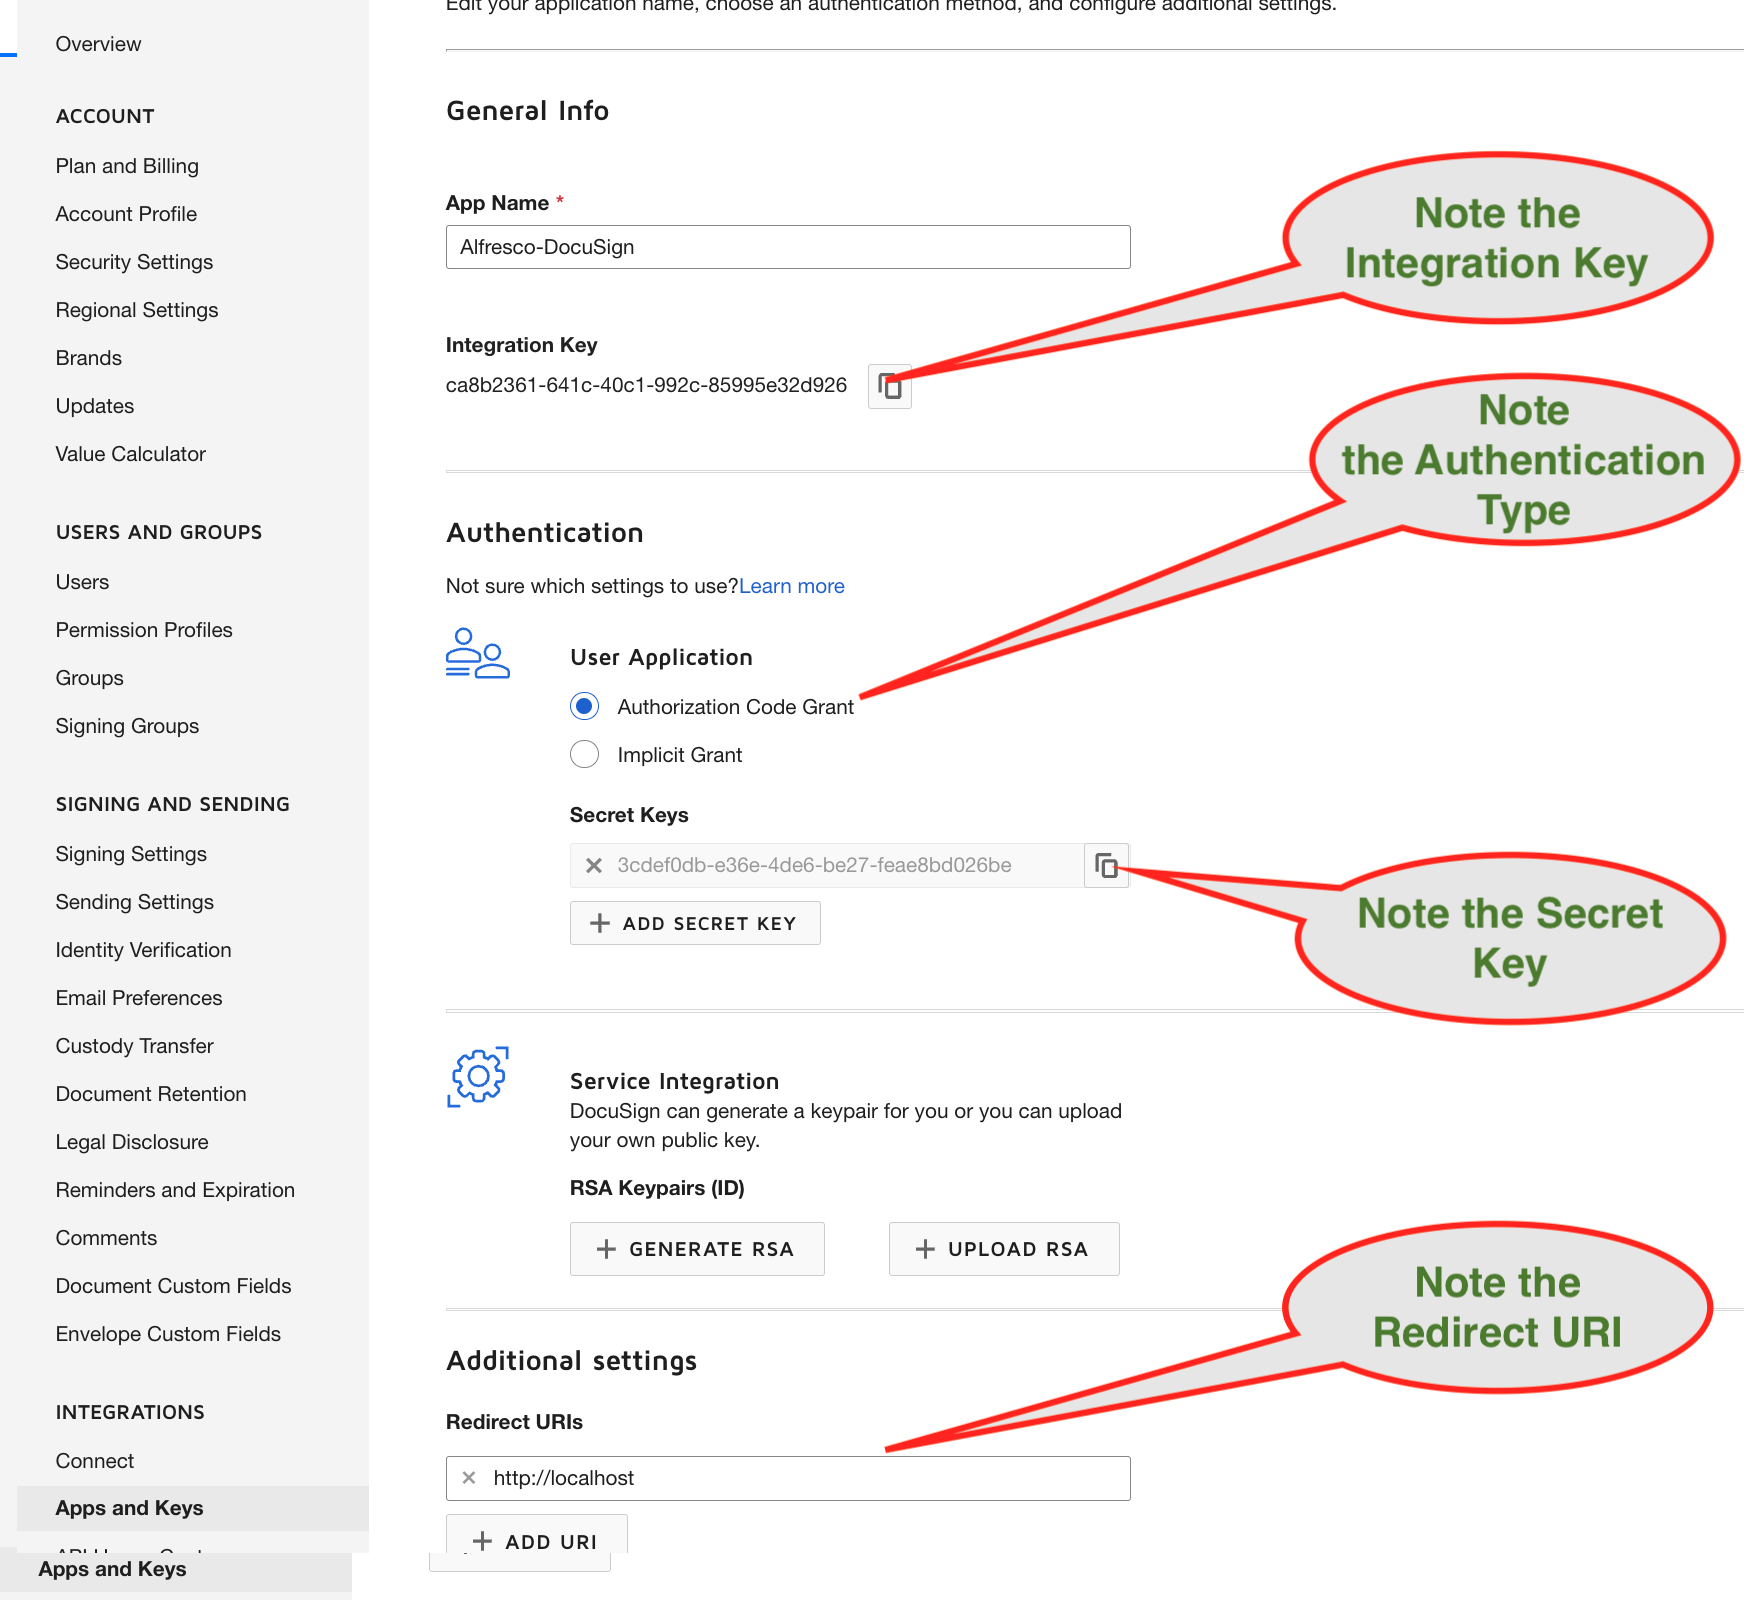 Edit your application name, choose an authentication method, and configure additional settings.
Overview
ACCOUNT
Plan and Billing
Account Profile
Security Settings
Regional Settings
Brands
Updates
Value Calculator
USERS AND GROUPS
Users
Permission Profiles
Groups
Signing Groups
SIGNING AND SENDING
Signing Settings
Sending Settings
Identity Verification
Email Preferences
Custody Transfer
Document Retention
Legal Disclosure
Reminders and Expiration
Comments
Document Custom Fields
Envelope Custom Fields
INTEGRATIONS
Connect
Apps and Keys
Apps and Keys
General Info
App Name *
Alfresco-DocuSign
Integration Key
ca8b2361-641c-40c1-992c-85995e32d926
Note the
Integration Key
Authentication
Not sure which settings to use?Learn more
Note
the Authentication
Type
User Application
Authorization Code Grant
Implicit Grant
Secret Keys
3cdef0db-e36e-4de6-be27-feae8bd026be
ADD SECRET KEY
Note the Secret
Key
Service Integration
DocuSign can generate a keypair for you or you can upload
your own public key.
RSA Keypairs (ID)
GENERATE RSA
UPLOAD RSA
Note the
Redirect URI
Additional settings
Redirect URIs
http://localhost
ADD URI